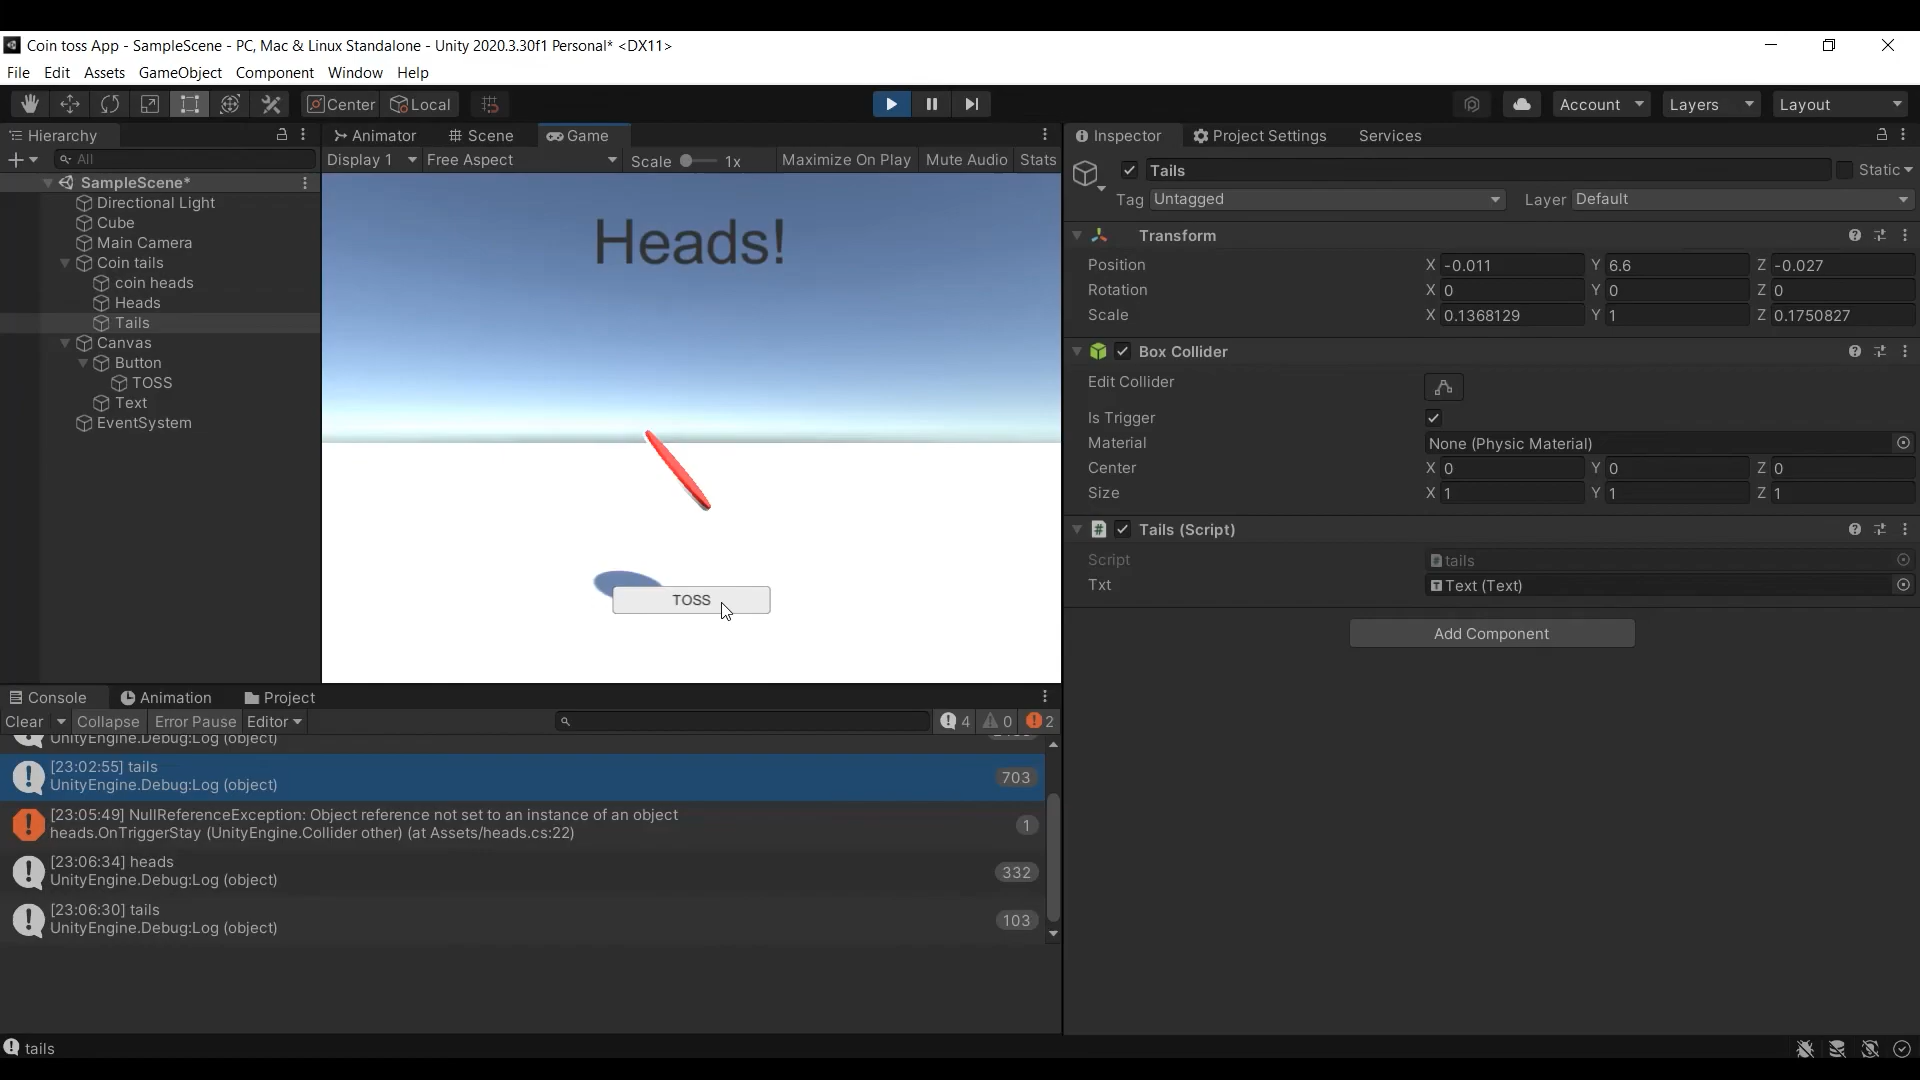 Coin toss App - SampleScene - PC, Mac & Linux Standalone - Unity 2020.3.30f1 Personal* <DX11>
File Edit Assets GameObject Component Window Help
Center Local Account Layers Layout
Hierarchy
All
SampleScene*
Directional Light
Cube
Main Camera
Coin tails
coin heads
Heads
Tails
Canvas
Button
TOSS
Text
EventSystem
Animator Scene Game
Display 1 Free Aspect Scale 1x Maximize On Play Mute Audio Stats
Heads!
TOSS
Inspector Project Settings Services
Tails Static
Tag Untagged Layer Default
Transform
Position X -0.011 Y 6.6 Z -0.027
Rotation X 0 Y 0 Z 0
Scale X 0.1368129 Y 1 Z 0.1750827
Box Collider
Edit Collider
Is Trigger
Material None (Physic Material)
Center X 0 Y 0 Z 0
Size X 1 Y 1 Z 1
# Tails (Script)
Script tails
Txt Text (Text)
Add Component
Console Animation Project
Clear Collapse Error Pause Editor 4 0 2
UnityEngine.Debug:Log (object)
[23:02:55] tails
UnityEngine.Debug:Log (object) 703
[23:05:49] NullReferenceException: Object reference not set to an instance of an object
heads.OnTriggerStay (UnityEngine.Collider other) (at Assets/heads.cs:22) 1
[23:06:34] heads
UnityEngine.Debug:Log (object) 332
[23:06:30] tails
UnityEngine.Debug:Log (object) 103
tails